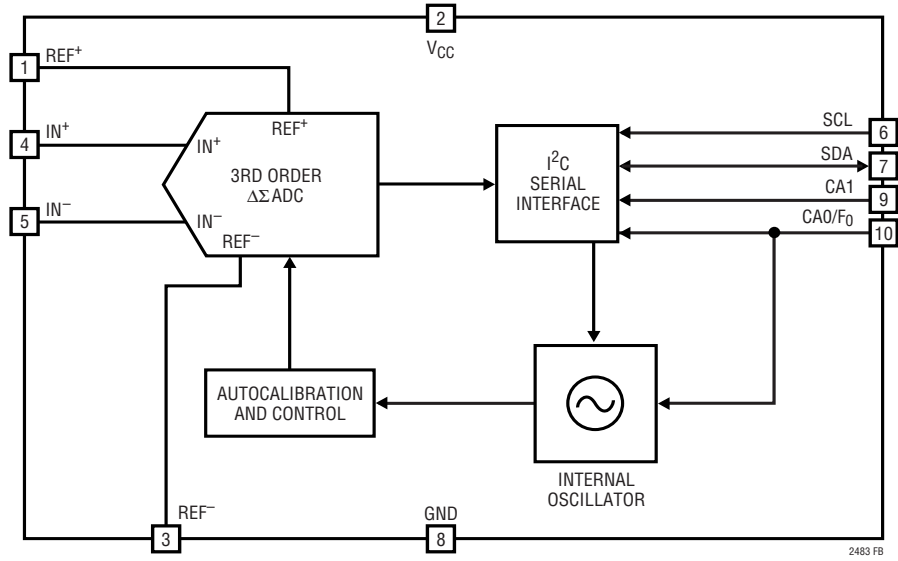 2
V_CC
1
REF⁺
4
IN⁺
5
IN⁻
REF⁺
IN⁺
3RD ORDER
ΔΣ ADC
IN⁻
REF⁻
I²C
SERIAL
INTERFACE
SCL
6
SDA
7
CA1
9
CA0/F₀
10
AUTOCALIBRATION
AND CONTROL
INTERNAL
OSCILLATOR
REF⁻
3
GND
8
2483 FB